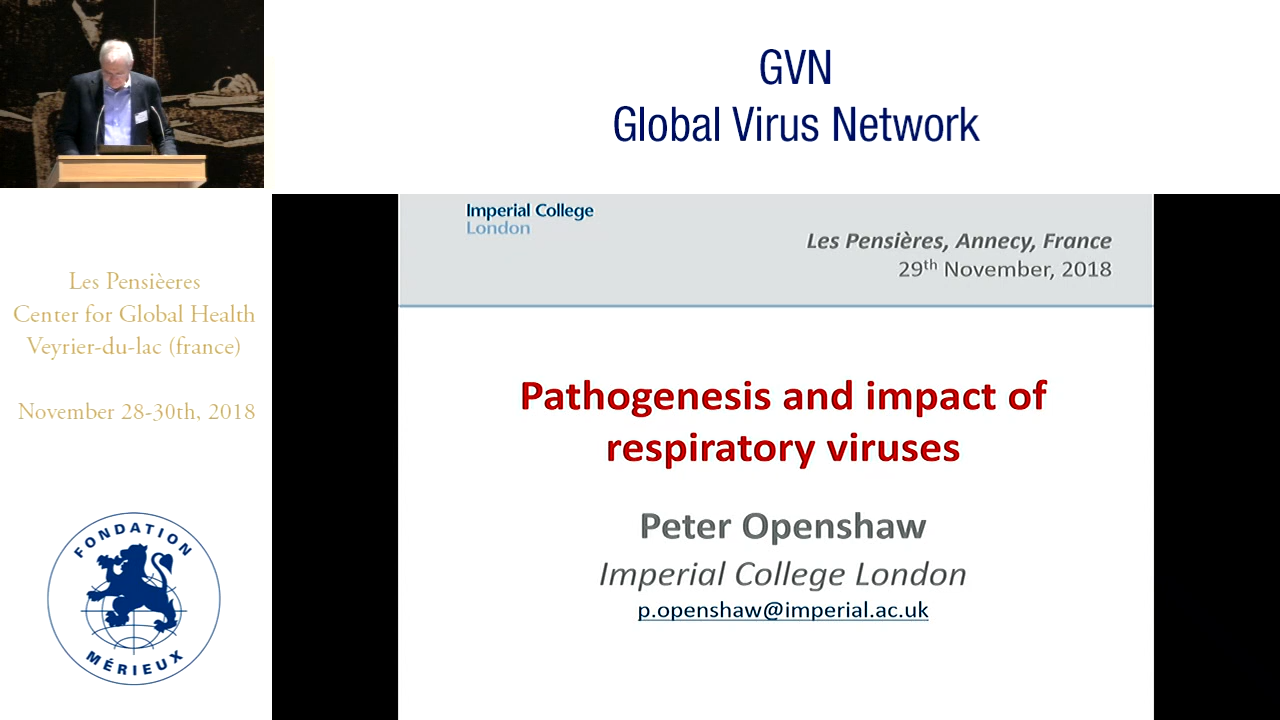 GVN
Global Virus Network
Imperial College
London
Les Pensières, Annecy, France
29th November, 2018
Les Pensièeres
Center for Global Health
Veyrier-du-lac (france)
November 28-30th, 2018
FONDATION
MÉRIEUX
Pathogenesis and impact of
respiratory viruses
Peter Openshaw
Imperial College London
p.openshaw@imperial.ac.uk